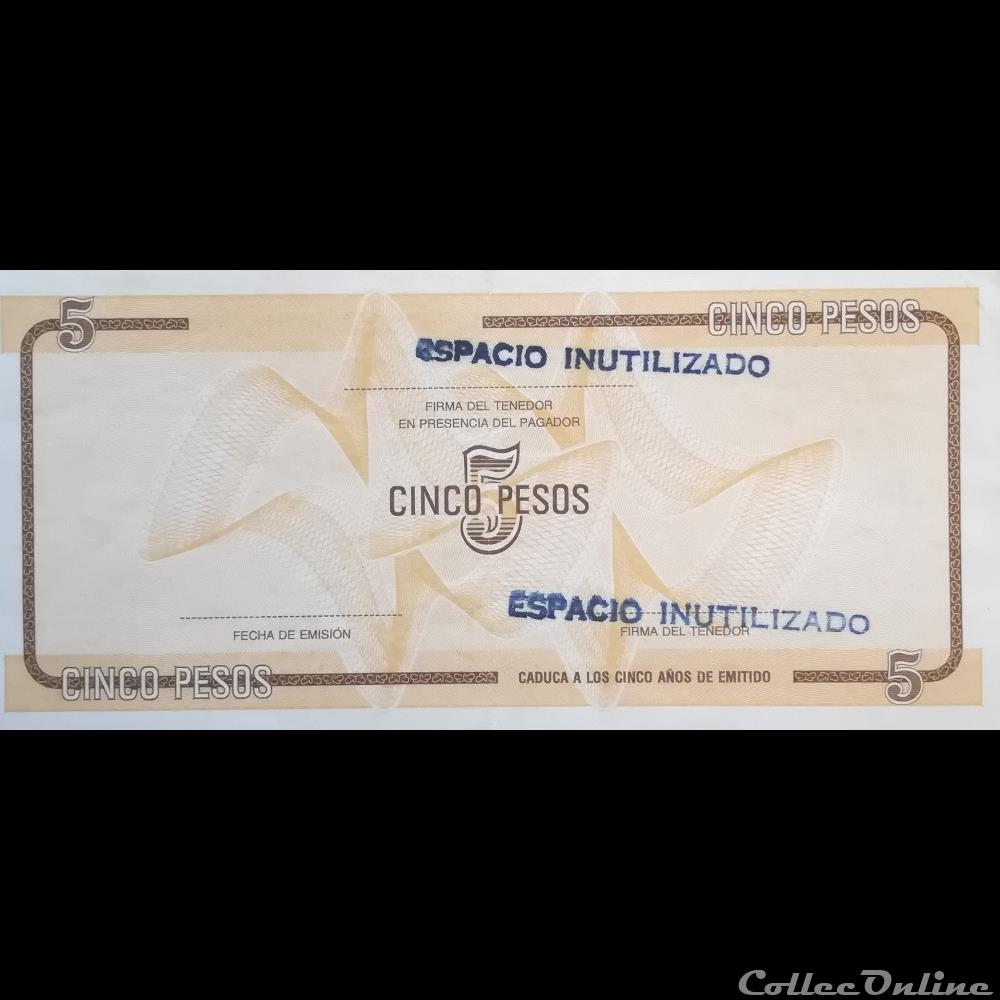 5
CINCO PESOS
ESPACIO INUTILIZADO
FIRMA DEL TENEDOR
EN PRESENCIA DEL PAGADOR
5
CINCO PESOS
ESPACIO INUTILIZADO
FECHA DE EMISIÓN
FIRMA DEL TENEDOR
CINCO PESOS
CADUCA A LOS CINCO AÑOS DE EMITIDO
5
CollecOnline